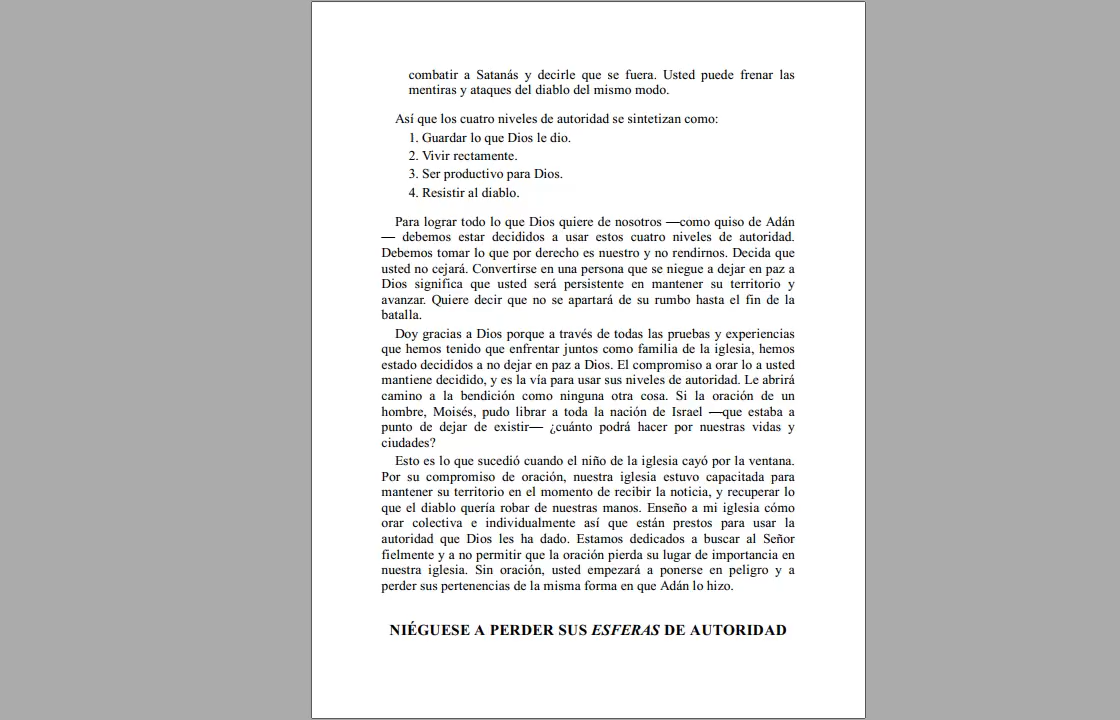 combatir a Satanás y decirle que se fuera. Usted puede frenar las
mentiras y ataques del diablo del mismo modo.
Así que los cuatro niveles de autoridad se sintetizan como:
1. Guardar lo que Dios le dio.
2. Vivir rectamente.
3. Ser productivo para Dios.
4. Resistir al diablo.
Para lograr todo lo que Dios quiere de nosotros —como quiso de Adán
— debemos estar decididos a usar estos cuatro niveles de autoridad.
Debemos tomar lo que por derecho es nuestro y no rendirnos. Decida que
usted no cejará. Convertirse en una persona que se niegue a dejar en paz a
Dios significa que usted será persistente en mantener su territorio y
avanzar. Quiere decir que no se apartará de su rumbo hasta el fin de la
batalla.
Doy gracias a Dios porque a través de todas las pruebas y experiencias
que hemos tenido que enfrentar juntos como familia de la iglesia, hemos
estado decididos a no dejar en paz a Dios. El compromiso a orar lo a usted
mantiene decidido, y es la vía para usar sus niveles de autoridad. Le abrirá
camino a la bendición como ninguna otra cosa. Si la oración de un
hombre, Moisés, pudo librar a toda la nación de Israel —que estaba a
punto de dejar de existir— ¿cuánto podrá hacer por nuestras vidas y
ciudades?
Esto es lo que sucedió cuando el niño de la iglesia cayó por la ventana.
Por su compromiso de oración, nuestra iglesia estuvo capacitada para
mantener su territorio en el momento de recibir la noticia, y recuperar lo
que el diablo quería robar de nuestras manos. Enseño a mi iglesia cómo
orar colectiva e individualmente así que están prestos para usar la
autoridad que Dios les ha dado. Estamos dedicados a buscar al Señor
fielmente y a no permitir que la oración pierda su lugar de importancia en
nuestra iglesia. Sin oración, usted empezará a ponerse en peligro y a
perder sus pertenencias de la misma forma en que Adán lo hizo.
NIÉGUESE A PERDER SUS ESFERAS DE AUTORIDAD